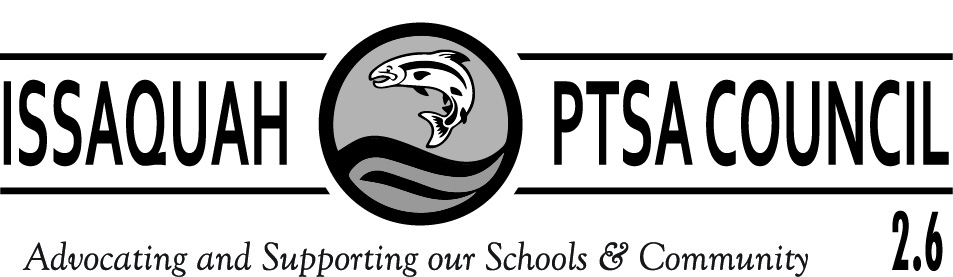 ISSAQUAH PTSA COUNCIL
2.6
Advocating and Supporting our Schools & Community